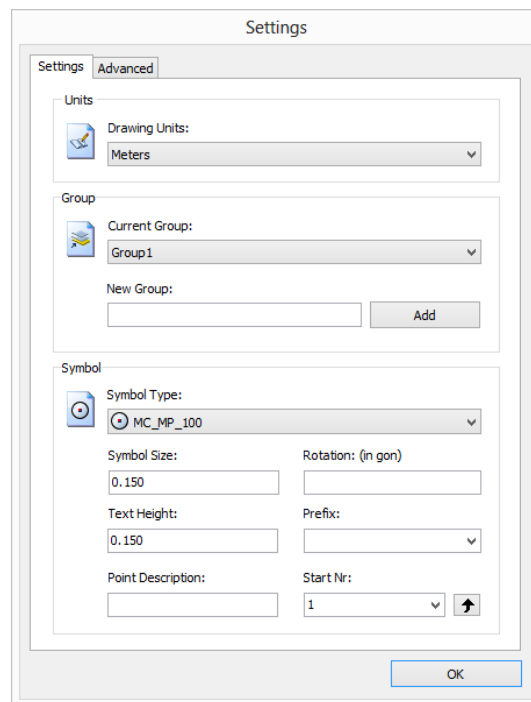 Settings
Settings Advanced
Units
Drawing Units:
Meters
Group
Current Group:
Group1
New Group:
Add
Symbol
Symbol Type:
MC_MP_100
Symbol Size: Rotation: (in gon)
0.150
Text Height: Prefix:
0.150
Point Description: Start Nr:
1
OK